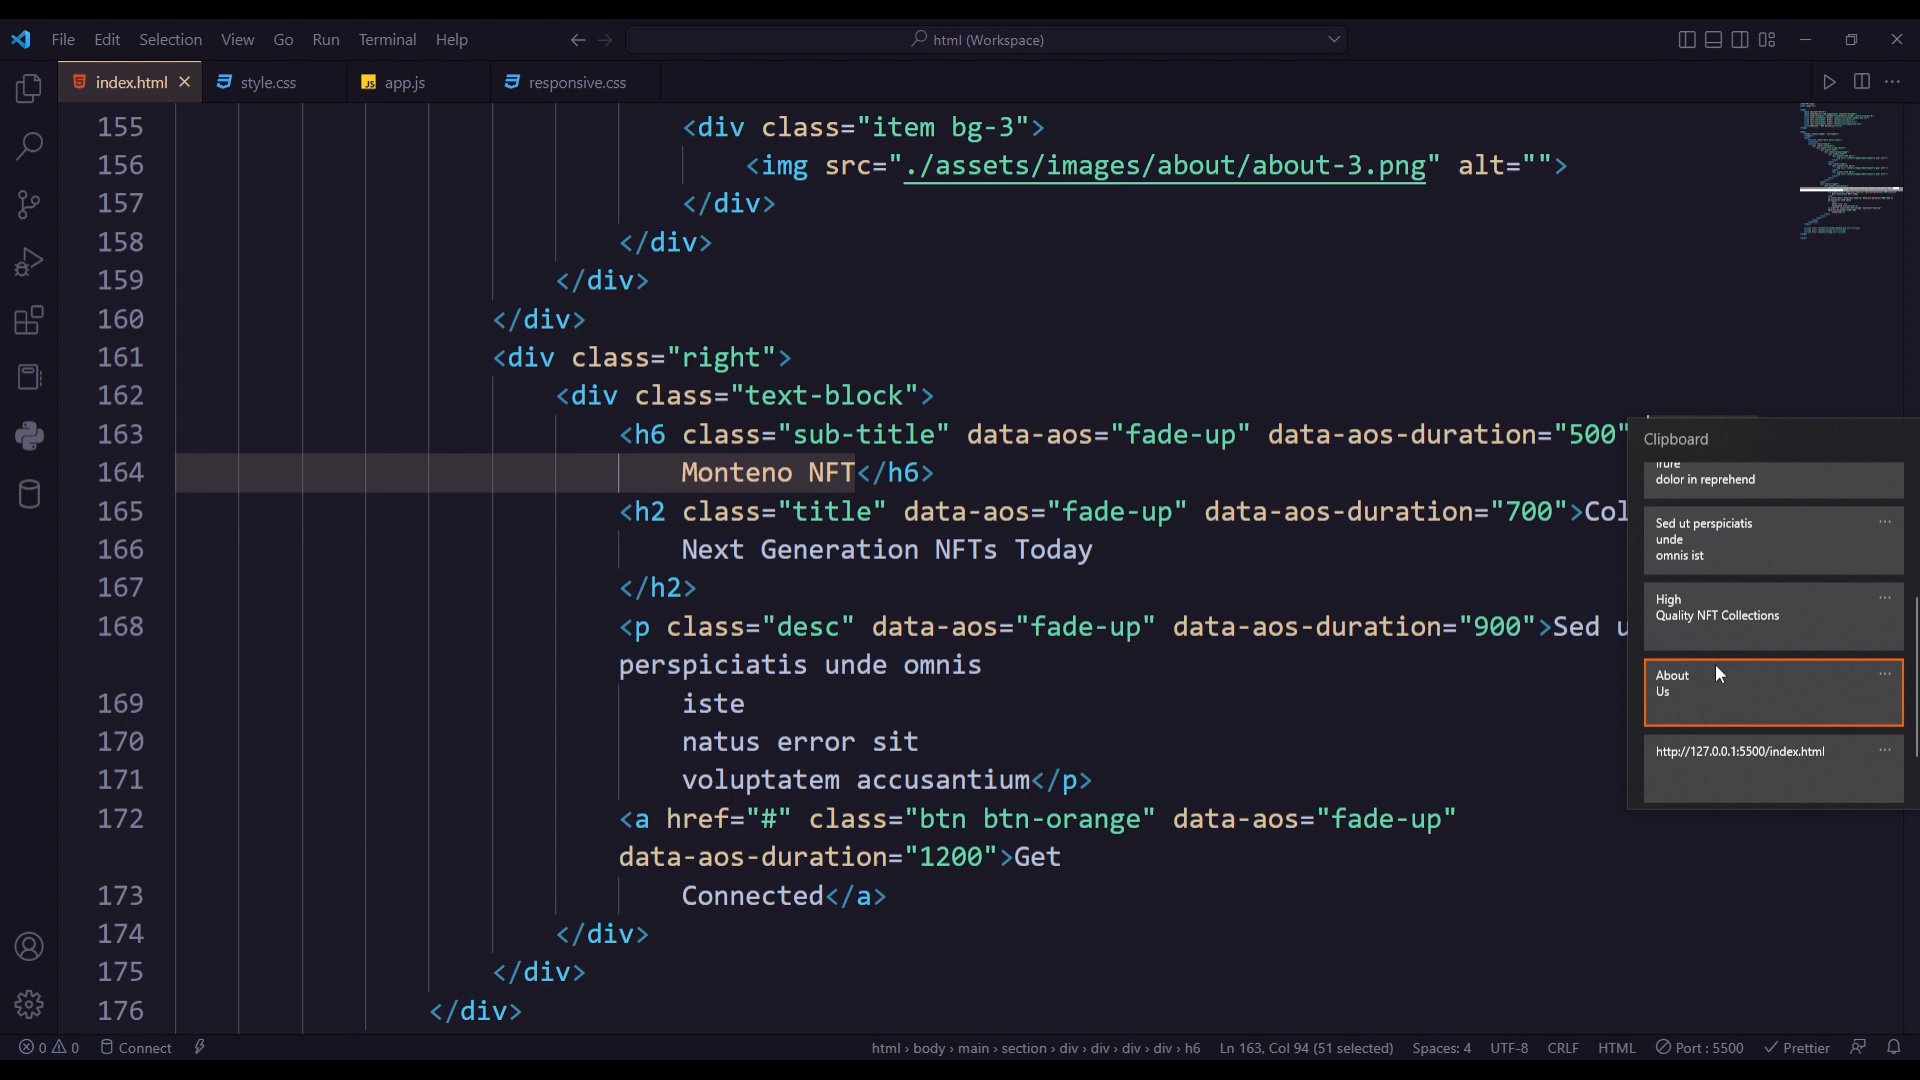 File Edit Selection View Go Run Terminal Help html (Workspace)
index.html style.css app.js responsive.css
155 <div class="item bg-3">
156 <img src="./assets/images/about/about-3.png" alt="">
157 </div>
158 </div>
159 </div>
160 </div>
161 <div class="right">
162 <div class="text-block">
163 <h6 class="sub-title" data-aos="fade-up" data-aos-duration="500"
164 Monteno NFT</h6>
165 <h2 class="title" data-aos="fade-up" data-aos-duration="700">Col
166 Next Generation NFTs Today
167 </h2>
168 <p class="desc" data-aos="fade-up" data-aos-duration="900">Sed u
perspiciatis unde omnis
169 iste
170 natus error sit
171 voluptatem accusantium</p>
172 <a href="#" class="btn btn-orange" data-aos="fade-up"
data-aos-duration="1200">Get
173 Connected</a>
174 </div>
175 </div>
176 </div>
Clipboard
irure
dolor in reprehend
Sed ut perspiciatis
unde
omnis ist
High
Quality NFT Collections
About
Us
http://127.0.0.1:5500/index.html
0 0 Connect html › body › main › section › div › div › div › div › h6 Ln 163, Col 94 (51 selected) Spaces: 4 UTF-8 CRLF HTML Port : 5500 Prettier